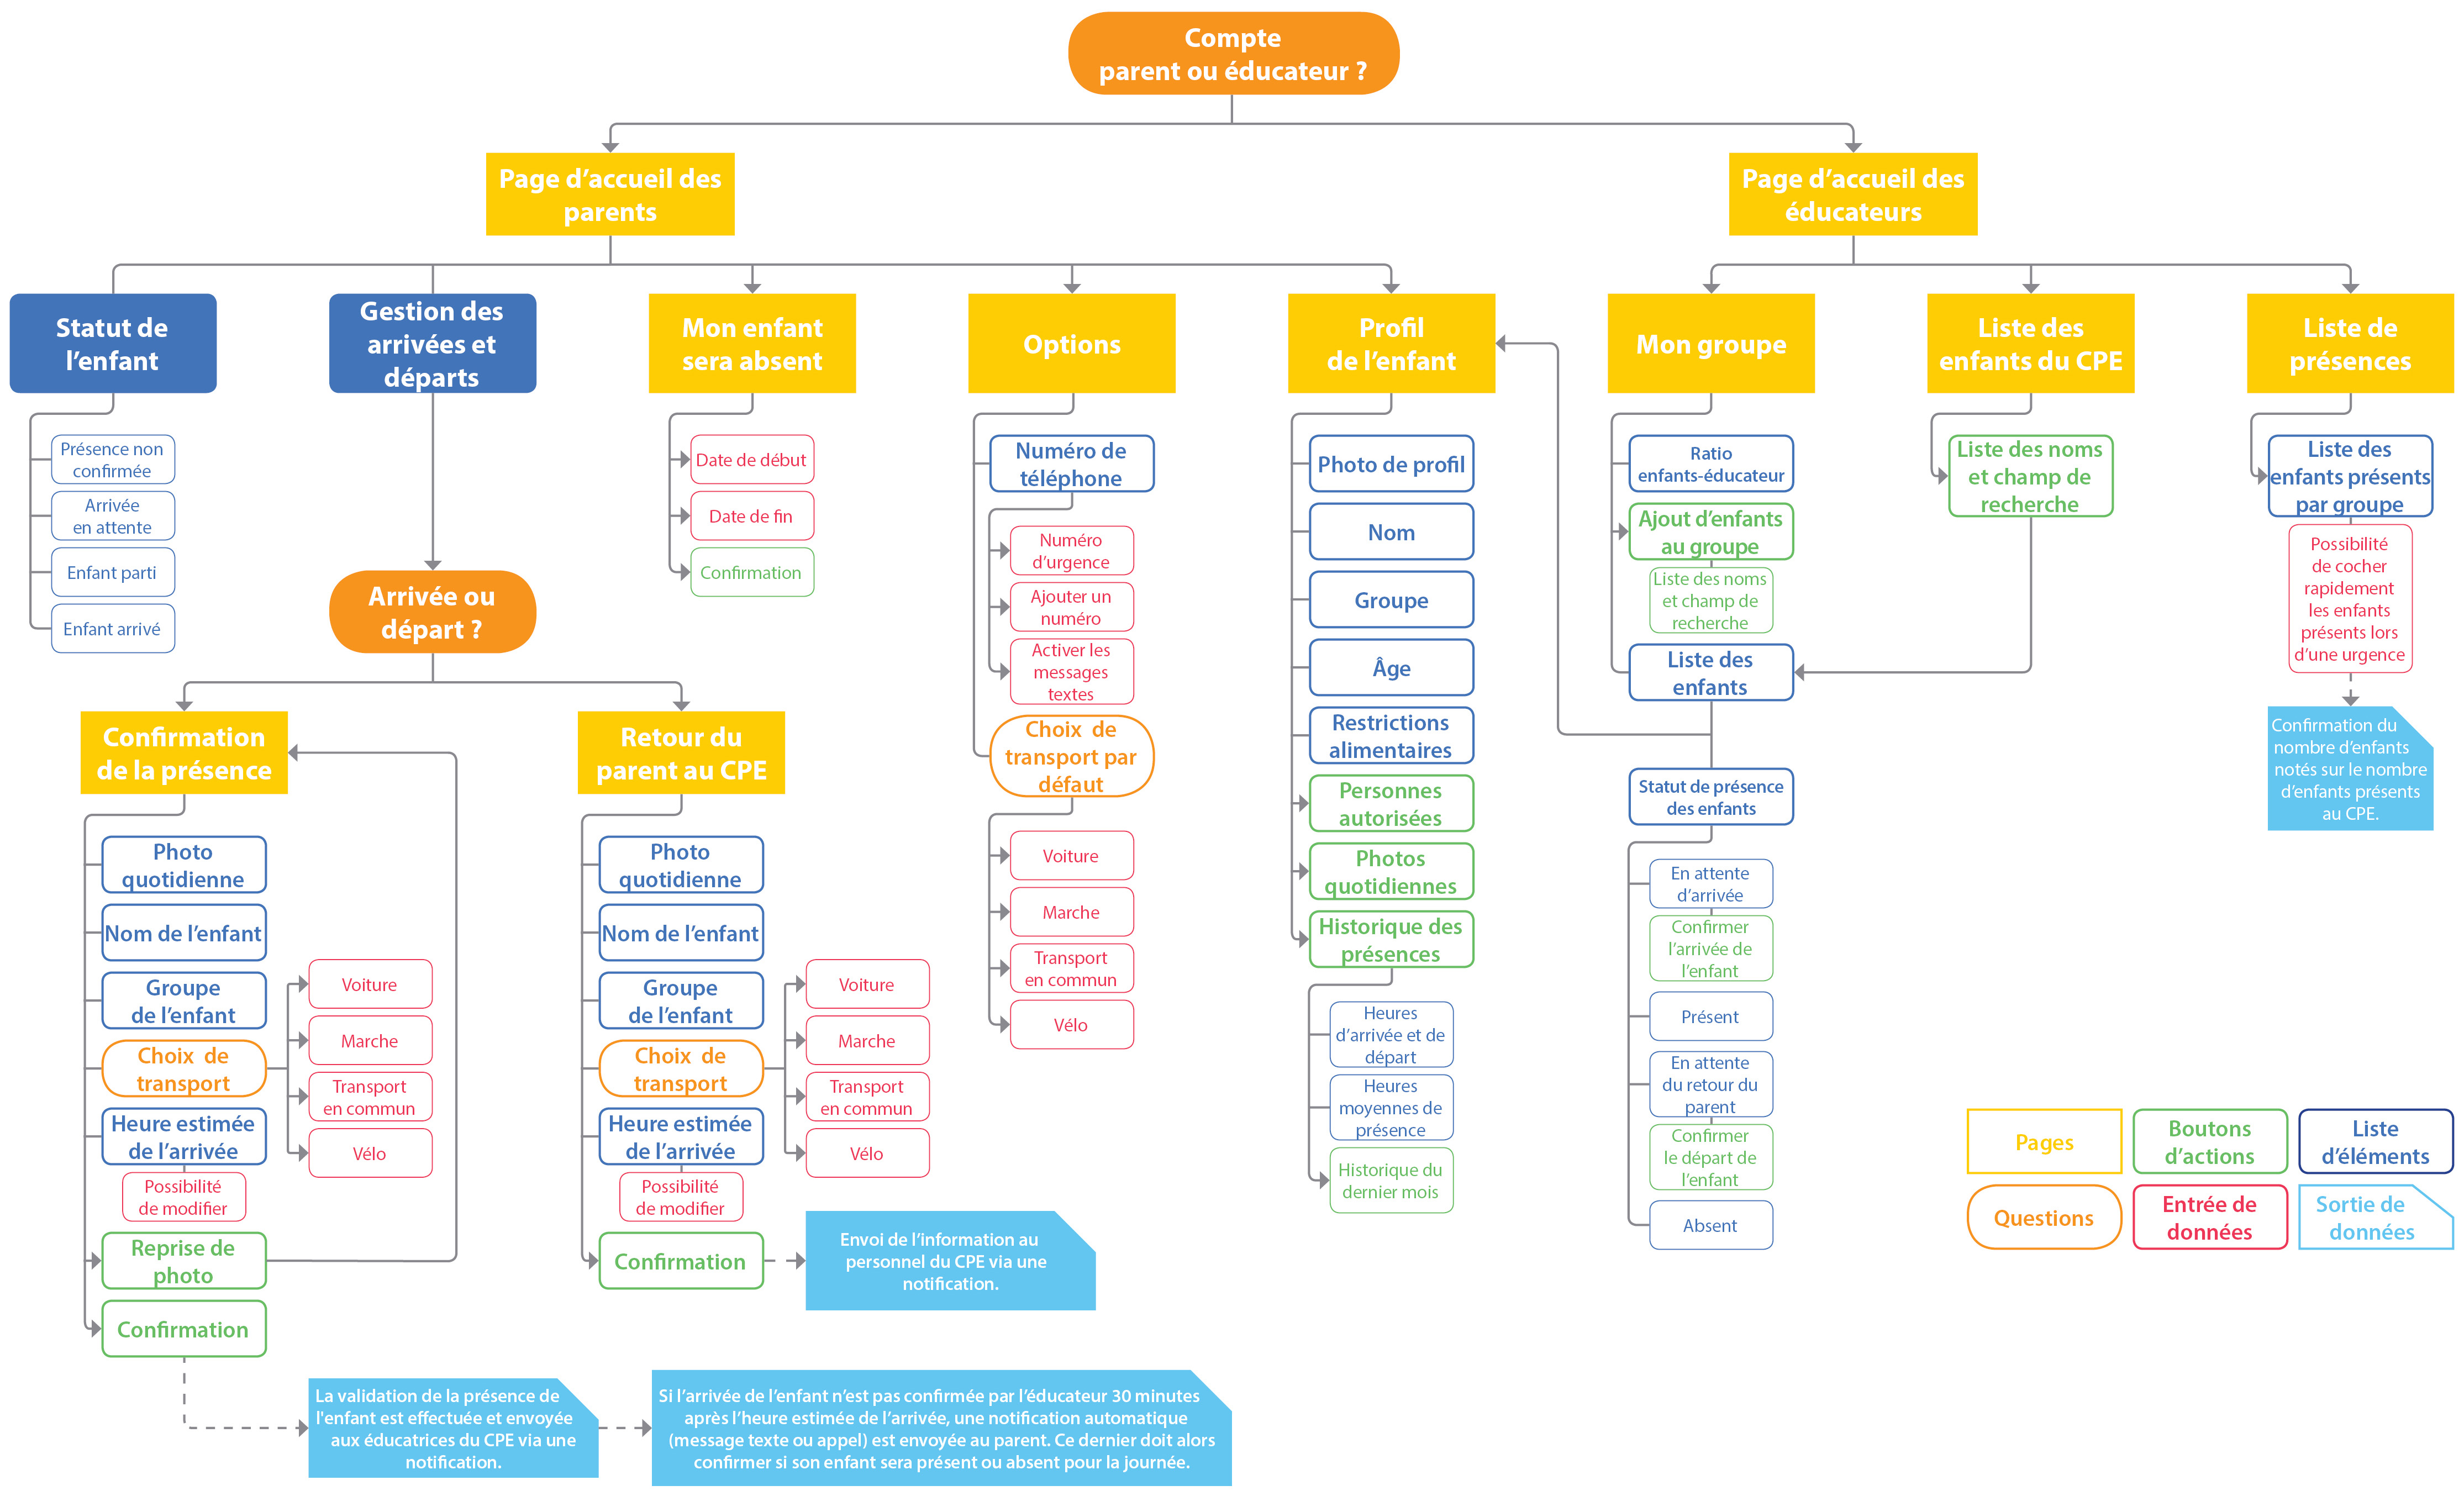 Compte
parent ou éducateur ?
Page d’accueil des
parents
Page d’accueil des
éducateurs
Statut de
l’enfant
Gestion des
arrivées et
départs
Mon enfant
sera absent
Options
Profil
de l’enfant
Mon groupe
Liste des
enfants du CPE
Liste de
présences
Présence non
confirmée
Arrivée
en attente
Enfant parti
Enfant arrivé
Arrivée ou
départ ?
Date de début
Date de fin
Confirmation
Numéro de
téléphone
Numéro
d’urgence
Ajouter un
numéro
Activer les
messages
textes
Choix de
transport par
défaut
Voiture
Marche
Transport
en commun
Vélo
Photo de profil
Nom
Groupe
Âge
Restrictions
alimentaires
Personnes
autorisées
Photos
quotidiennes
Historique des
présences
Heures
d’arrivée et de
départ
Heures
moyennes de
présence
Historique du
dernier mois
Ratio
enfants-éducateur
Ajout d’enfants
au groupe
Liste des noms
et champ de
recherche
Liste des
enfants
Statut de présence
des enfants
En attente
d’arrivée
Confirmer
l’arrivée de
l’enfant
Présent
En attente
du retour du
parent
Confirmer
le départ de
l’enfant
Absent
Liste des noms
et champ de
recherche
Liste des
enfants présents
par groupe
Possibilité
de cocher
rapidement
les enfants
présents lors
d’une urgence
Confirmation du
nombre d’enfants
notés sur le nombre
d’enfants présents
au CPE.
Confirmation
de la présence
Photo
quotidienne
Nom de l’enfant
Groupe
de l’enfant
Choix de
transport
Voiture
Marche
Transport
en commun
Vélo
Heure estimée
de l’arrivée
Possibilité
de modifier
Reprise de
photo
Confirmation
Retour du
parent au CPE
Photo
quotidienne
Nom de l’enfant
Groupe
de l’enfant
Choix de
transport
Voiture
Marche
Transport
en commun
Vélo
Heure estimée
de l’arrivée
Possibilité
de modifier
Confirmation
Envoi de l’information au
personnel du CPE via une
notification.
La validation de la présence de
l'enfant est effectuée et envoyée
aux éducatrices du CPE via une
notification.
Si l’arrivée de l’enfant n’est pas confirmée par l’éducateur 30 minutes
après l’heure estimée de l’arrivée, une notification automatique
(message texte ou appel) est envoyée au parent. Ce dernier doit alors
confirmer si son enfant sera présent ou absent pour la journée.
Pages
Boutons
d’actions
Liste
d’éléments
Questions
Entrée de
données
Sortie de
données